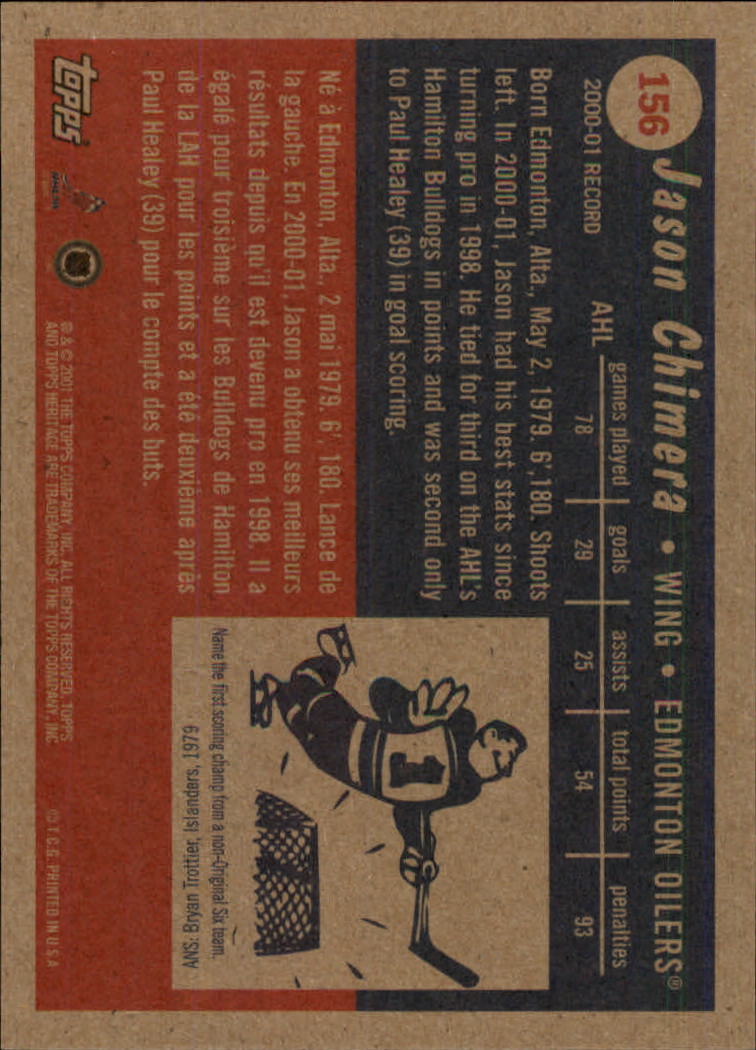 156
Jason Chimera • WING • EDMONTON OILERS®
2000-01 RECORD
games played goals assists total points penalties
AHL 78 29 25 54 93
Born Edmonton, Alta., May 2, 1979. 6',180. Shoots
left. In 2000-01, Jason had his best stats since
turning pro in 1998. He tied for third on the AHL's
Hamilton Bulldogs in points and was second only
to Paul Healey (39) in goal scoring.
Né à Edmonton, Alta., 2 mai 1979. 6', 180. Lance de
la gauche. En 2000-01, Jason a obtenu ses meilleurs
résultats depuis qu'il est devenu pro en 1998. Il a
égalé pour troisième sur les Bulldogs de Hamilton
de la LAH pour les points et a été deuxième après
Paul Healey (39) pour le compte des buts.
1
Name the first scoring champ from a non-Original Six team.
ANS: Bryan Trottier, Islanders, 1979
topps
® & © 2001 THE TOPPS COMPANY, INC. ALL RIGHTS RESERVED. TOPPS
AND TOPPS HERITAGE ARE TRADEMARKS OF THE TOPPS COMPANY, INC.
© T.C.G. PRINTED IN U S A